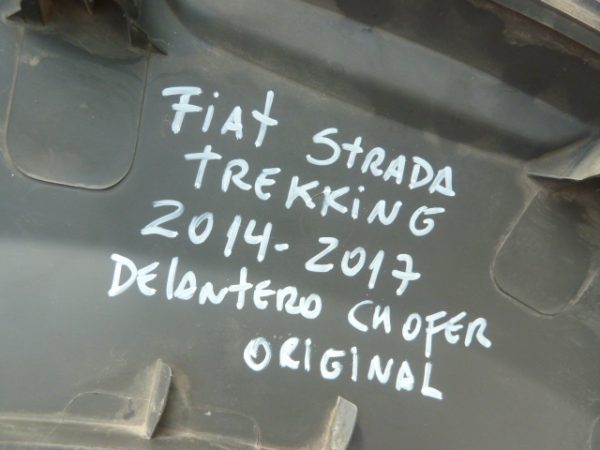 Fiat STRADA
TREKKING
2014-2017
Delantero CHOFER
ORIGINAL